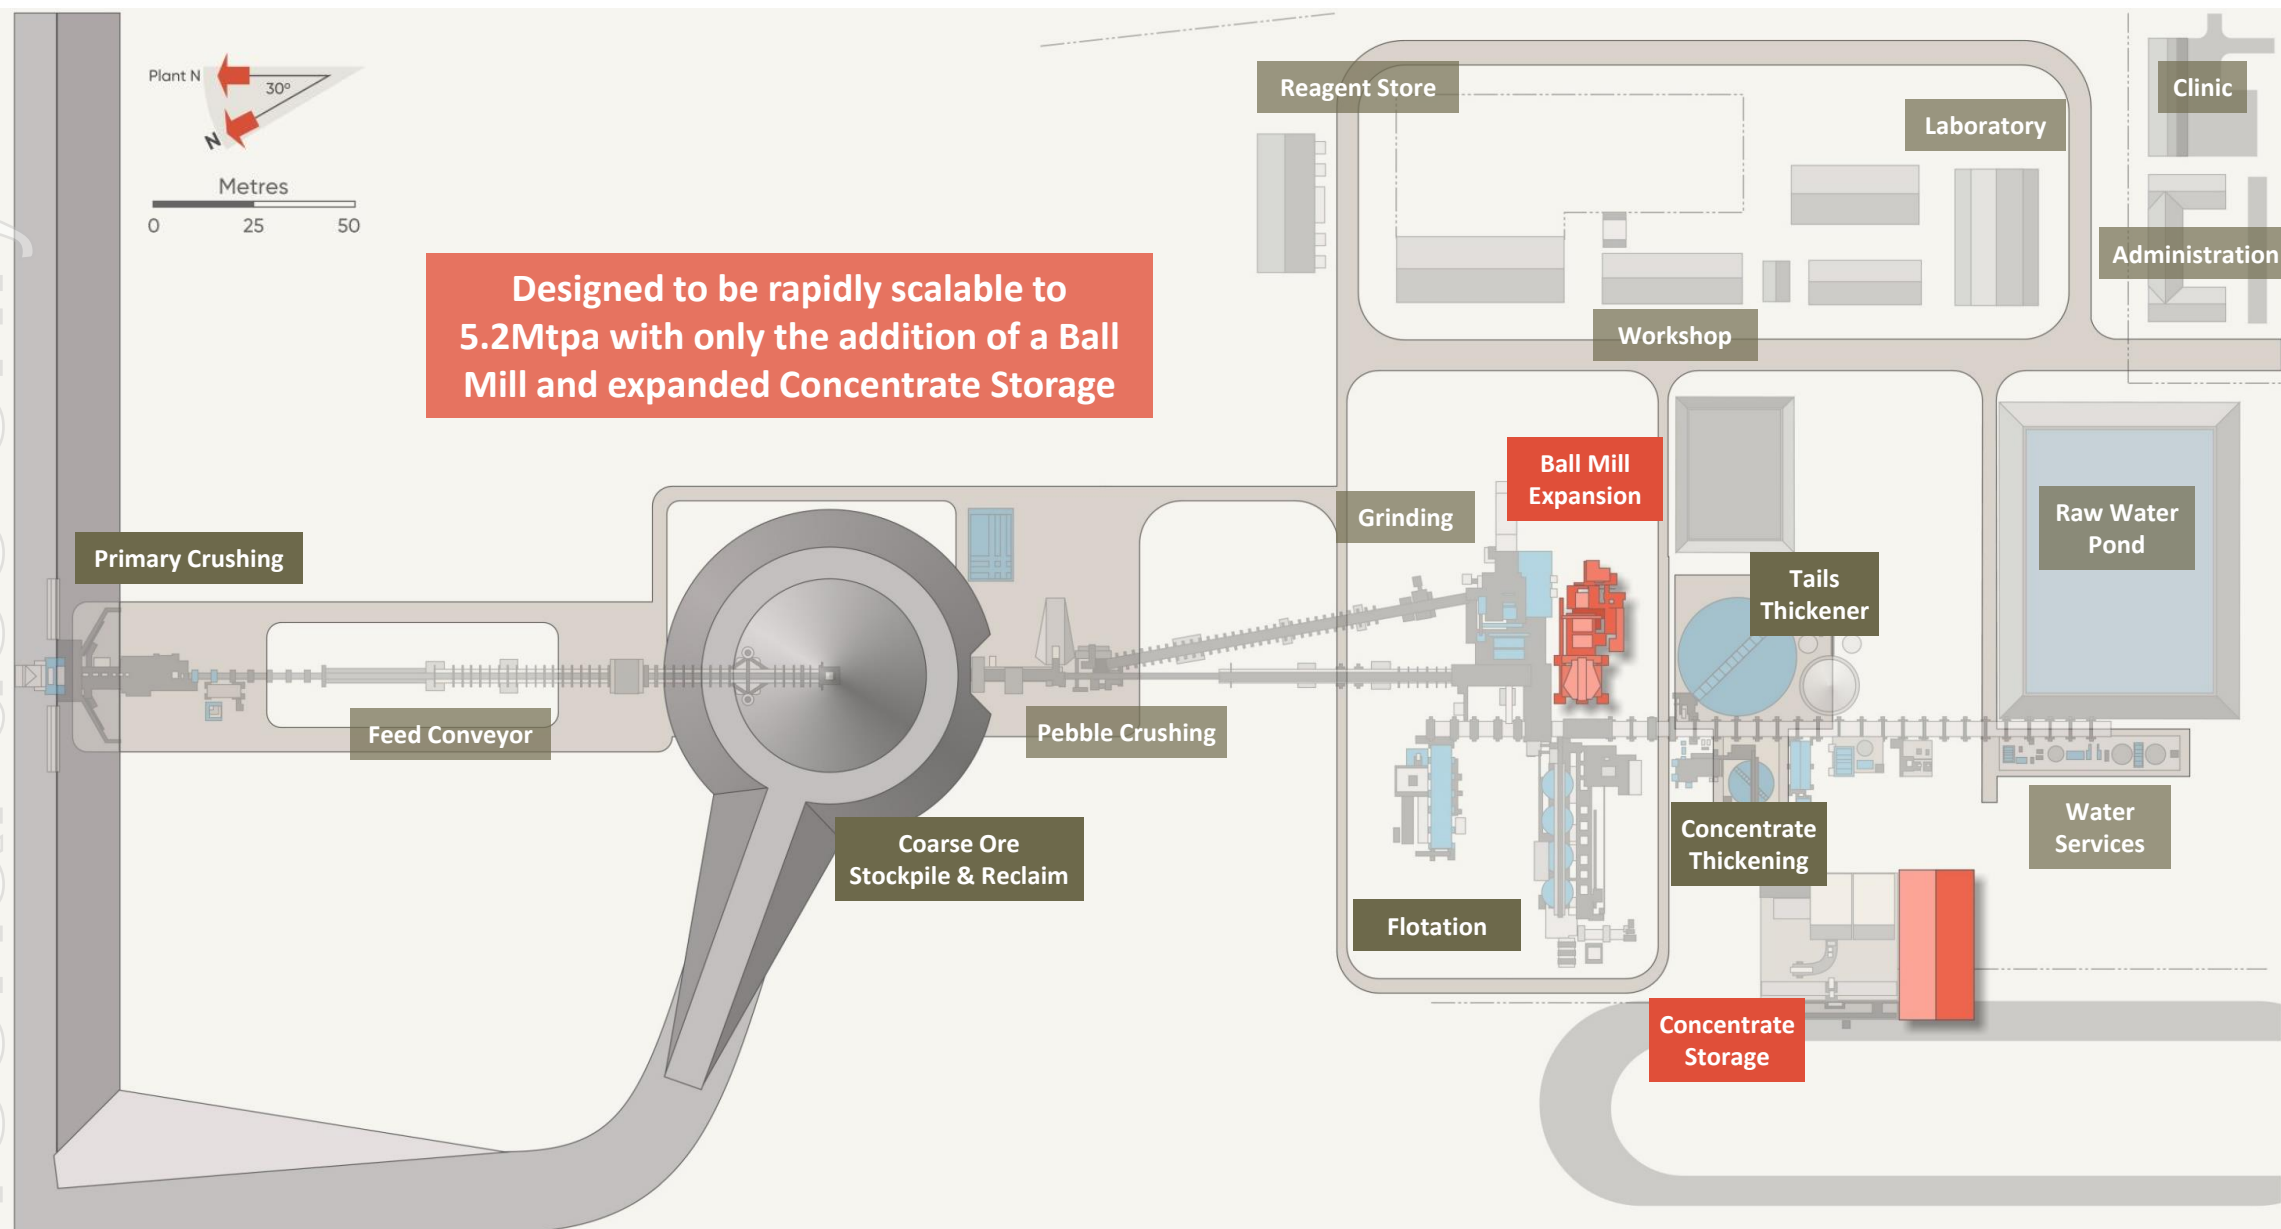 Plant N
30°
N
Metres
0 25 50
Designed to be rapidly scalable to
5.2Mtpa with only the addition of a Ball
Mill and expanded Concentrate Storage
Reagent Store
Clinic
Laboratory
Administration
Workshop
Ball Mill
Expansion
Grinding
Raw Water
Pond
Primary Crushing
Tails
Thickener
Feed Conveyor
Pebble Crushing
Coarse Ore
Stockpile & Reclaim
Concentrate
Thickening
Water
Services
Flotation
Concentrate
Storage